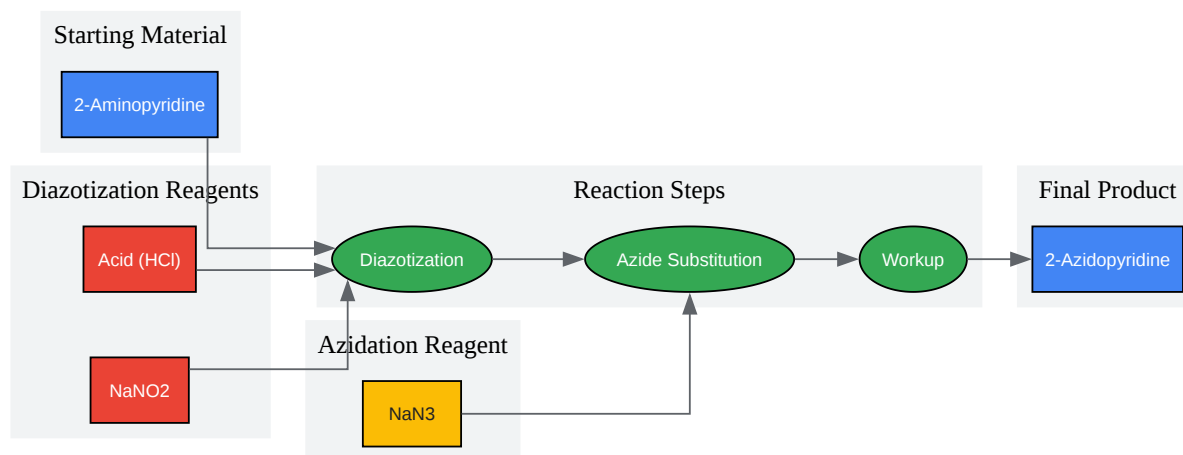 Starting Material
2-Aminopyridine
Diazotization Reagents
Acid (HCl)
NaNO2
Reaction Steps
Diazotization
Azide Substitution
Workup
Azidation Reagent
NaN3
Final Product
2-Azidopyridine